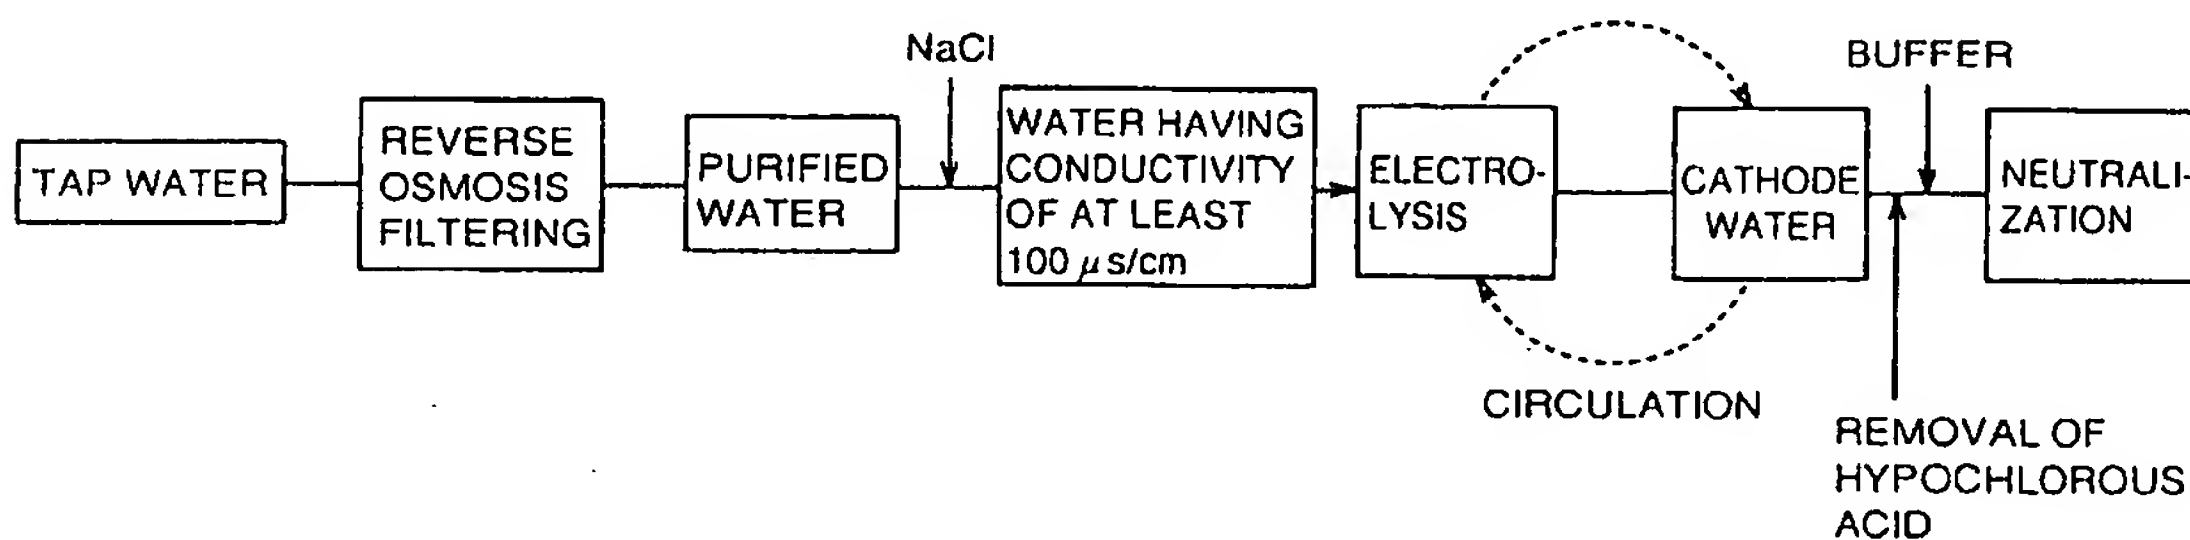 TAP WATER
REVERSE
OSMOSIS
FILTERING
PURIFIED
WATER
NaCl
WATER HAVING
CONDUCTIVITY
OF AT LEAST
100 μs/cm
ELECTRO-
LYSIS
CIRCULATION
CATHODE
WATER
BUFFER
REMOVAL OF
HYPOCHLOROUS
ACID
NEUTRALI-
ZATION